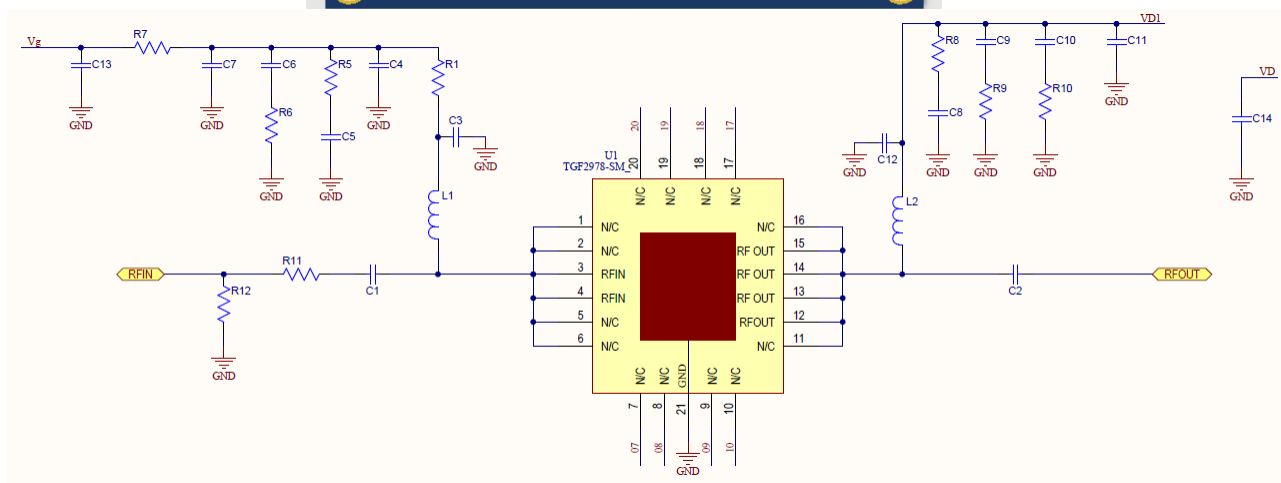 Vg
R7
C13
C7
C6
R5
C4
R1
R6
C5
C3
GND
GND
GND
GND
GND
GND
L1
RFIN
R11
R12
C1
GND
U1
TGF2978-SM_
20
19
18
17
20
19
18
17
N/C
N/C
N/C
N/C
1 N/C
2 N/C
3 RFIN
4 RFIN
5 N/C
6 N/C
N/C 16
RF OUT 15
RF OUT 14
RF OUT 13
RFOUT 12
N/C 11
N/C
N/C
GND
N/C
N/C
7
8
21
9
10
07
08
09
10
GND
VD1
R8
C9
C10
C11
R9
R10
C8
C12
GND
GND
GND
GND
GND
L2
C2
RFOUT
VD
C14
GND